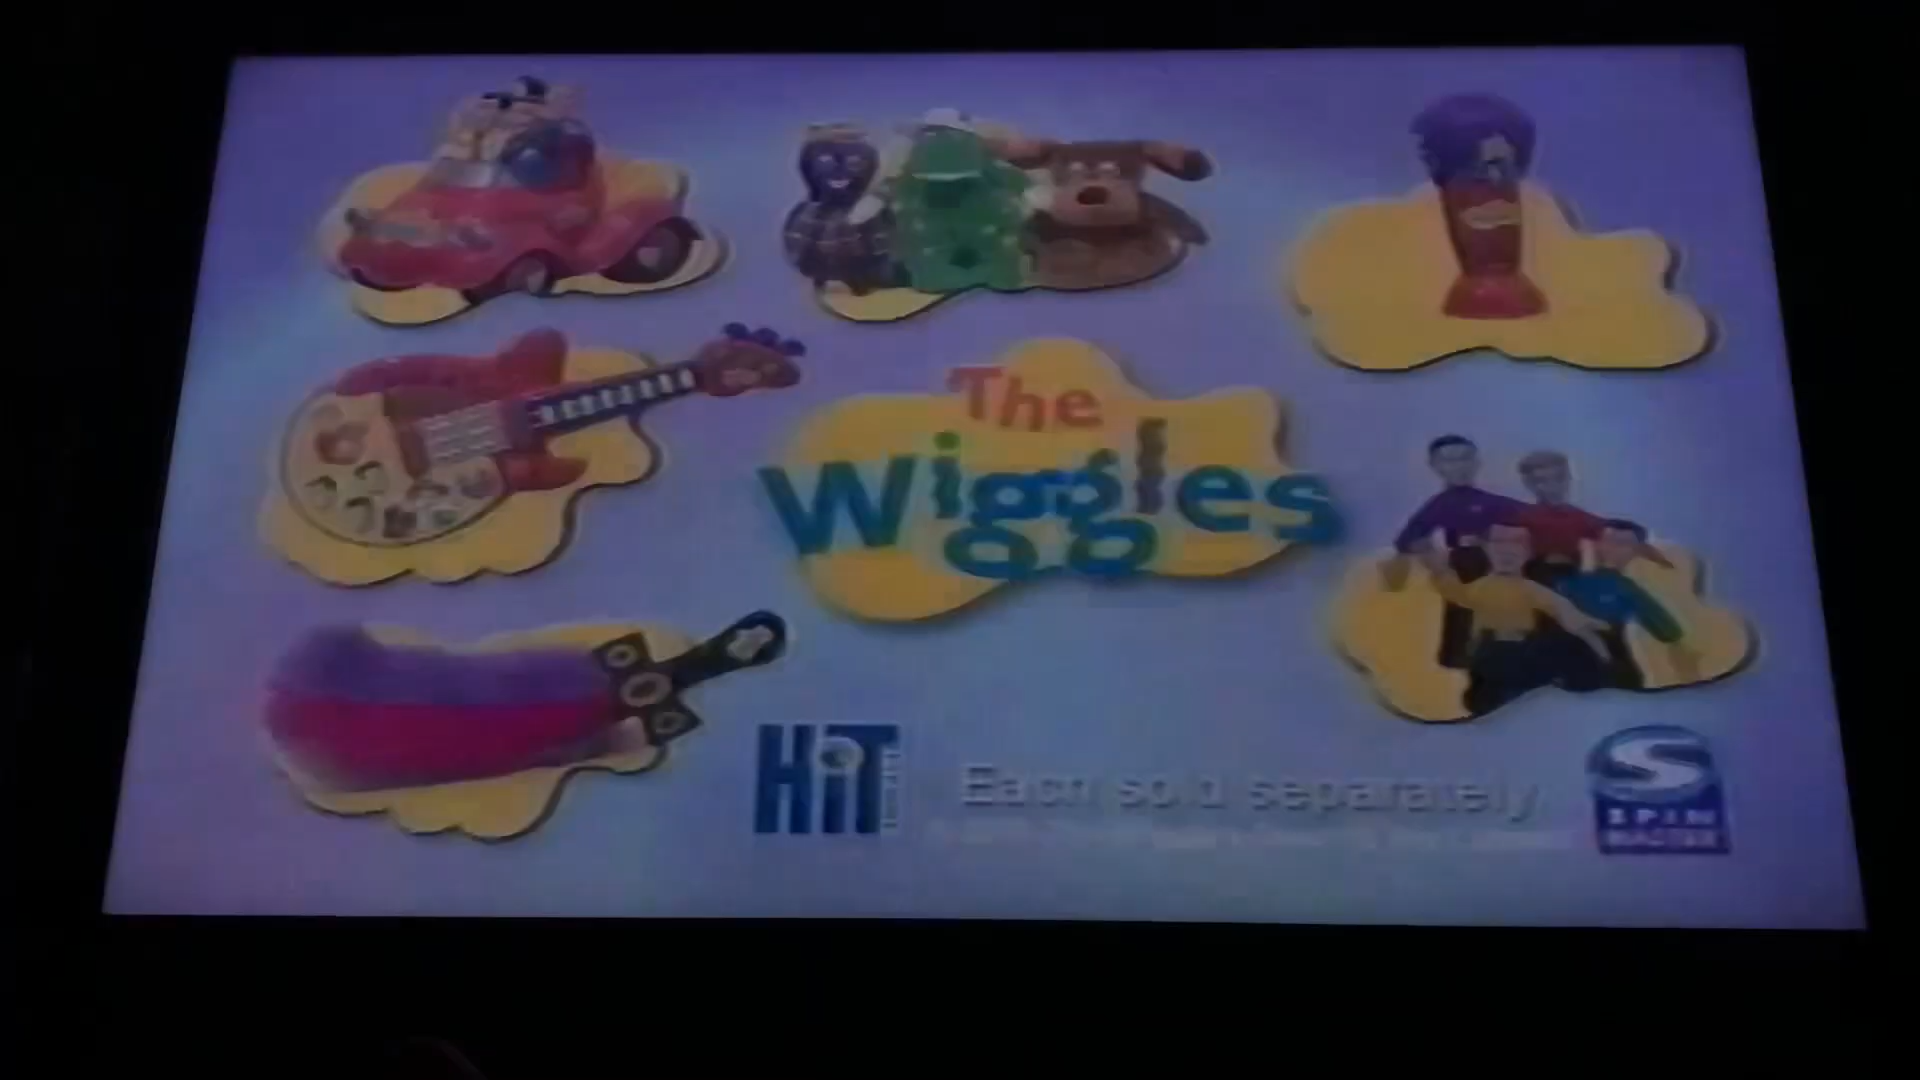 The
Wiggles
HiT
Each sold separately
SPIN
MASTER